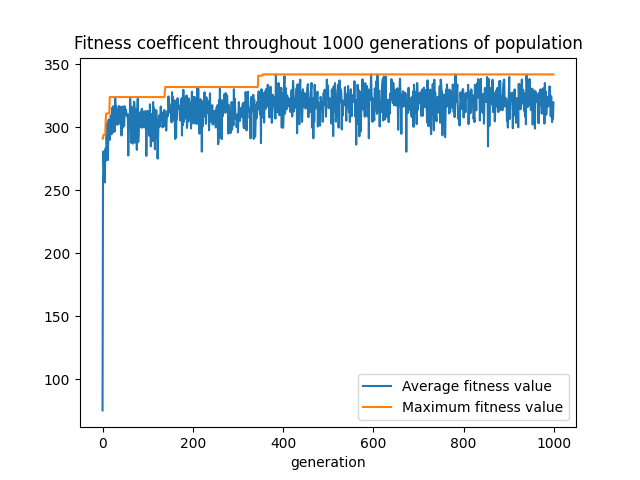 Fitness coefficent throughout 1000 generations of population
350
300
250
200
150
100
0 200 400 600 800 1000
generation
Average fitness value
Maximum fitness value